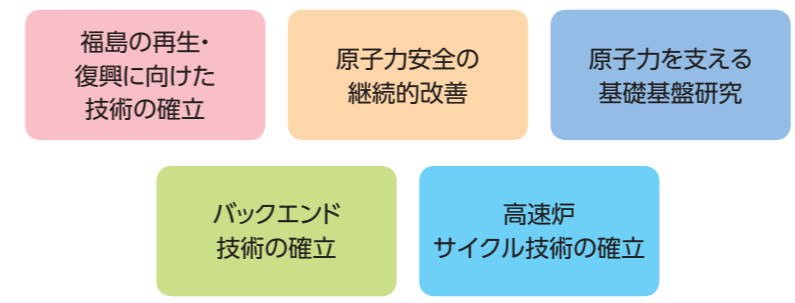 福島の再生・
復興に向けた
技術の確立
原子力安全の
継続的改善
原子力を支える
基礎基盤研究
バックエンド
技術の確立
高速炉
サイクル技術の確立